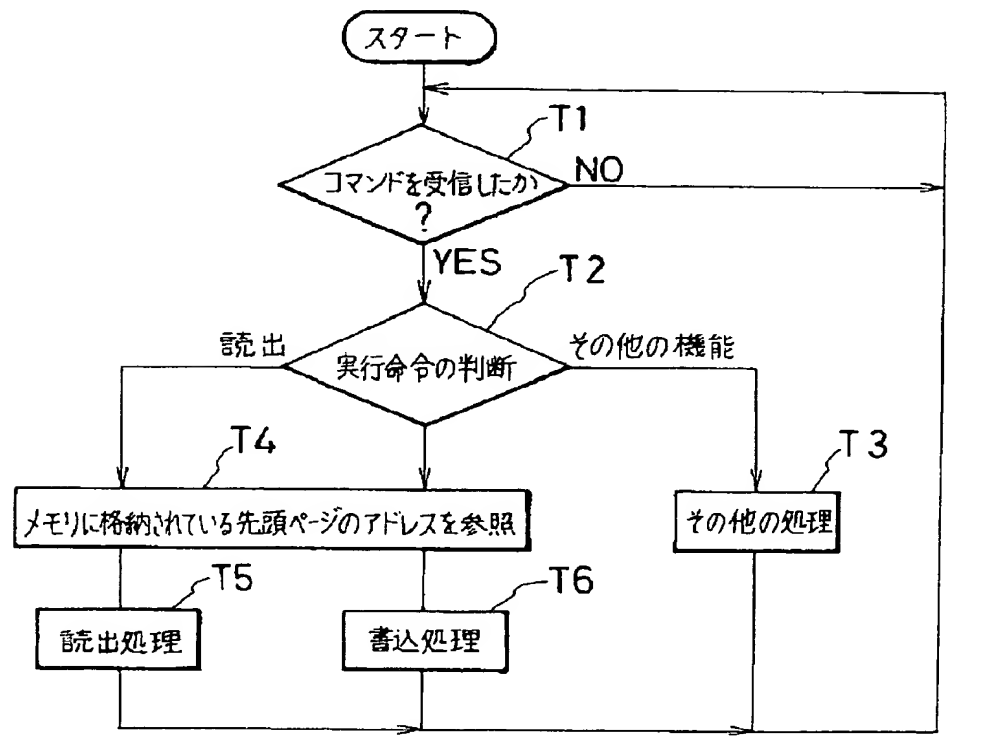 スタート
T1
コマンドを受信したか
?
NO
YES
T2
読出
その他の機能
実行命令の判断
T4
T3
メモリに格納されている先頭ページのアドレスを参照
その他の処理
T5
T6
読出処理
書込処理